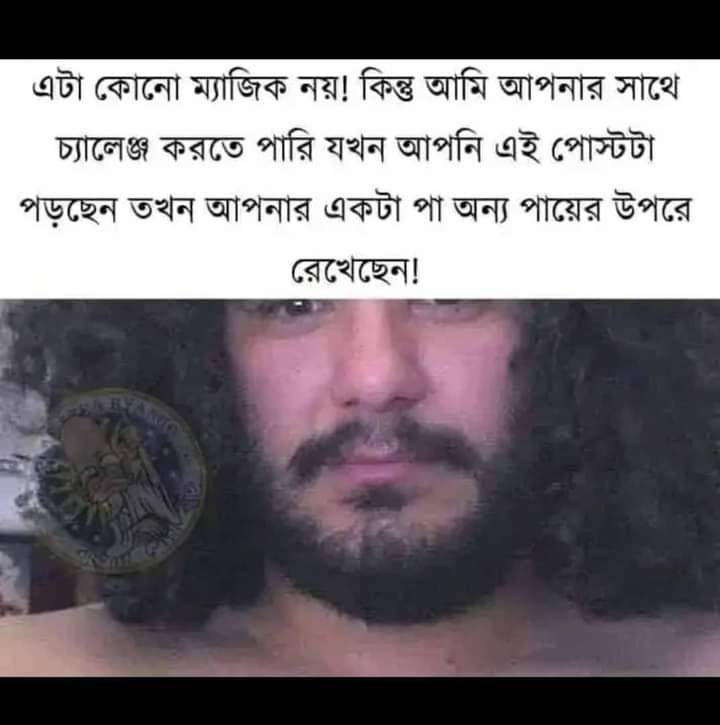 এটা কোনো ম্যাজিক নয়! কিন্তু আমি আপনার সাথে
চ্যালেঞ্জ করতে পারি যখন আপনি এই পোস্টটা
পড়ছেন তখন আপনার একটা পা অন্য পায়ের উপরে
রেখেছেন!